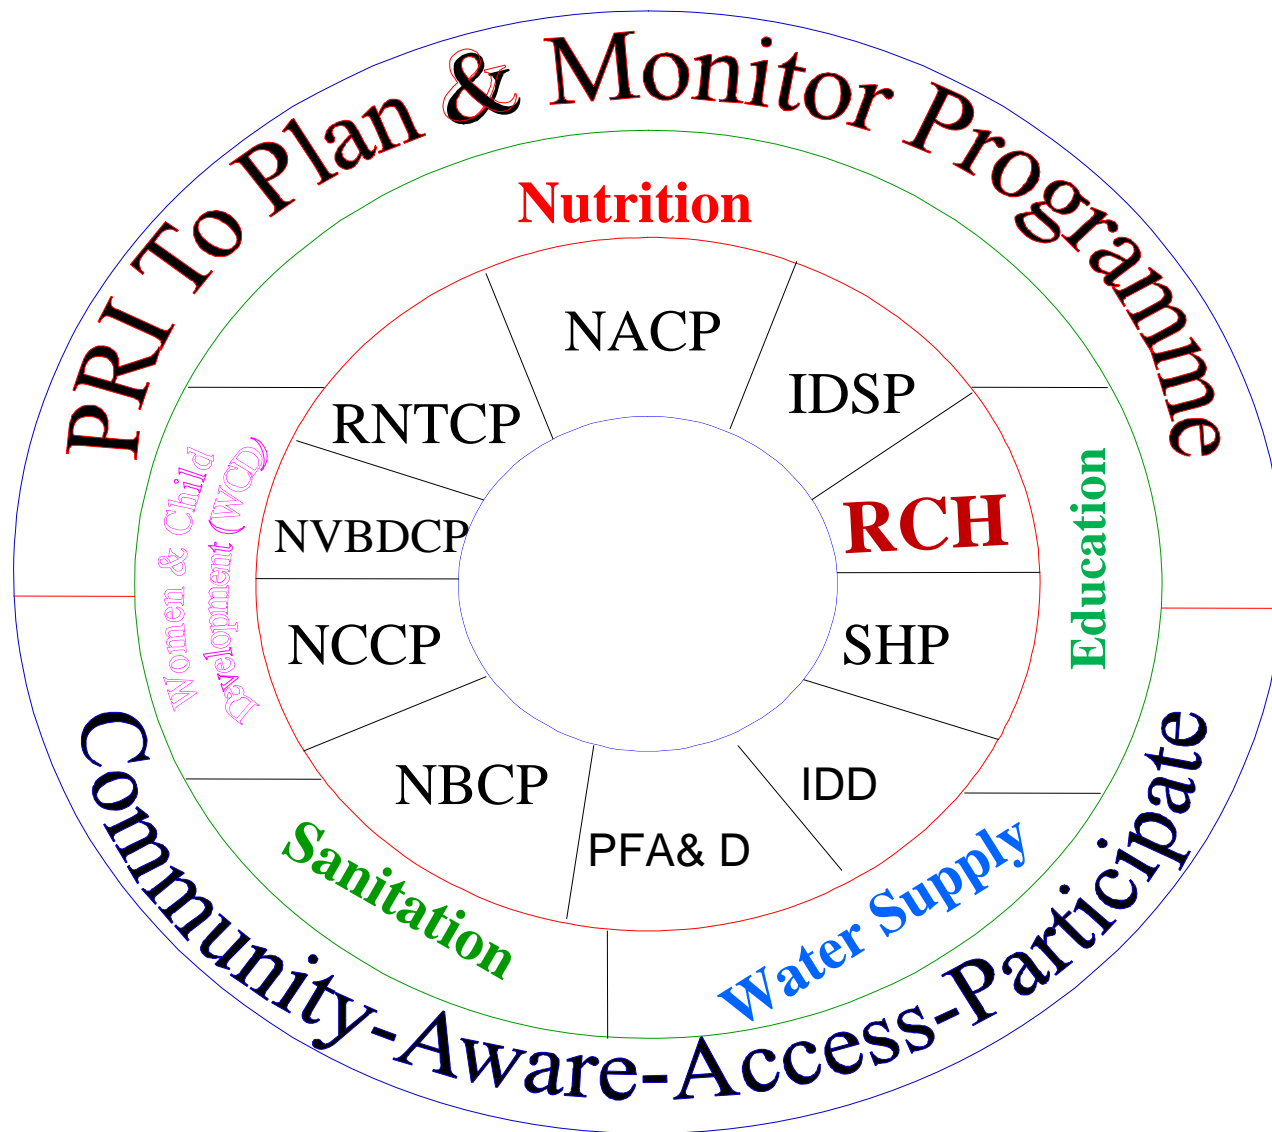 PRI To Plan & Monitor Programme
Nutrition
NACP
IDSP
RNTCP
RCH
NVBDCP
Women & Child
Development (WCD)
Education
NCCP
SHP
NBCP
IDD
PFA& D
Sanitation
Water Supply
Community-Aware-Access-Participate